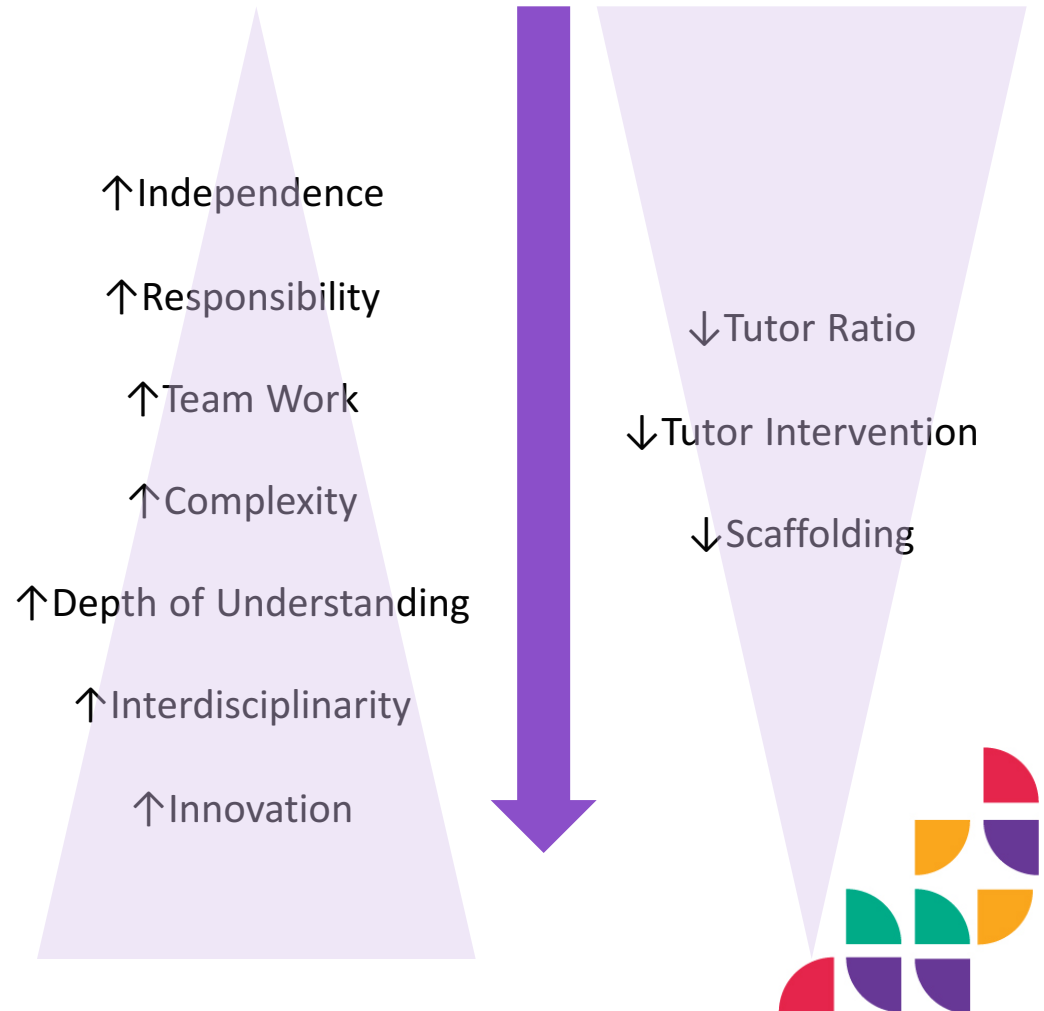 ↑Independence
↑Responsibility
↑Team Work
↑Complexity
↑Depth of Understanding
↑Interdisciplinarity
↑Innovation
↓Tutor Ratio
↓Tutor Intervention
↓Scaffolding